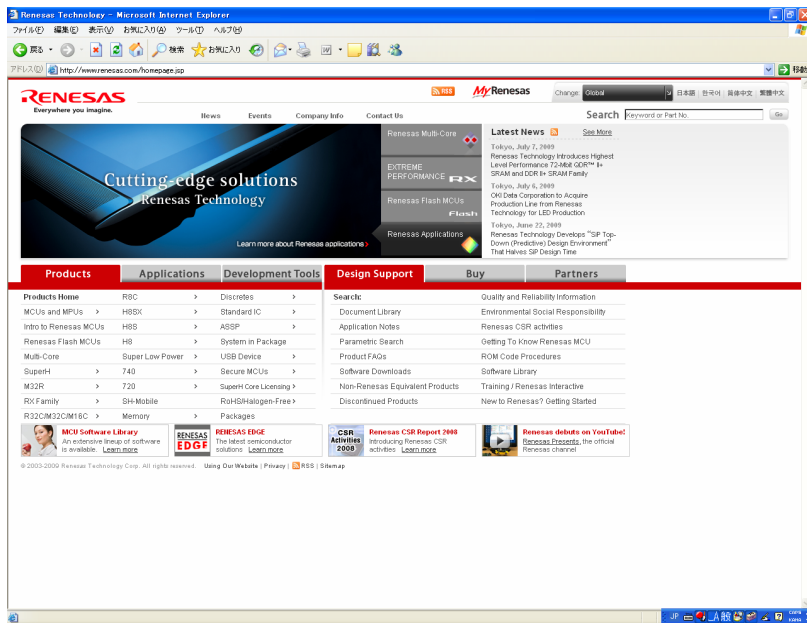 Renesas Technology - Microsoft Internet Explorer
ファイル(F) 編集(E) 表示(V) お気に入り(A) ツール(T) ヘルプ(H)
戻る 検索 お気に入り
アドレス(D) http://www.renesas.com/homepage.jsp 移動
RENESAS
Everywhere you imagine.
RSS MyRenesas Change: Global 日本語 | 한국어 | 简体中文 | 繁體中文
News Events Company Info Contact Us Search Keyword or Part No. Go
Cutting-edge solutions
Renesas Technology
Learn more about Renesas applications
Renesas Multi-Core
EXTREME
PERFORMANCE RX
Renesas Flash MCUs
Flash
Renesas Applications
Latest News See More
Tokyo, July 7, 2009
Renesas Technology Introduces Highest
Level Performance 72-Mbit QDR™ II+
SRAM and DDR II+ SRAM Family
Tokyo, July 6, 2009
OKI Data Corporation to Acquire
Production Line from Renesas
Technology for LED Production
Tokyo, June 22, 2009
Renesas Technology Develops "SiP Top-
Down (Predictive) Design Environment"
That Halves SiP Design Time
Products Applications Development Tools Design Support Buy Partners
Products Home R8C > Discretes >
MCUs and MPUs > H8SX > Standard IC >
Intro to Renesas MCUs H8S > ASSP >
Renesas Flash MCUs H8 > System in Package
Multi-Core Super Low Power > USB Device >
SuperH > 740 > Secure MCUs >
M32R > 720 > SuperH Core Licensing >
RX Family > SH-Mobile RoHS/Halogen-Free >
R32C/M32C/M16C > Memory > Packages
Search: Quality and Reliability Information
Document Library Environmental Social Responsibility
Application Notes Renesas CSR activities
Parametric Search Getting To Know Renesas MCU
Product FAQs ROM Code Procedures
Software Downloads Software Library
Non-Renesas Equivalent Products Training / Renesas Interactive
Discontinued Products New to Renesas? Getting Started
MCU Software Library
An extensive lineup of software
is available. Learn more
RENESAS
EDGE
RENESAS EDGE
The latest semiconductor
solutions Learn more
CSR
Activities
2008
Renesas CSR Report 2008
Introducing Renesas CSR
activities Learn more
Renesas debuts on YouTube!
Renesas Presents, the official
Renesas channel
© 2003-2009 Renesas Technology Corp. All rights reserved. Using Our Website | Privacy | RSS | Sitemap
JP A 般 CAPS
KANA